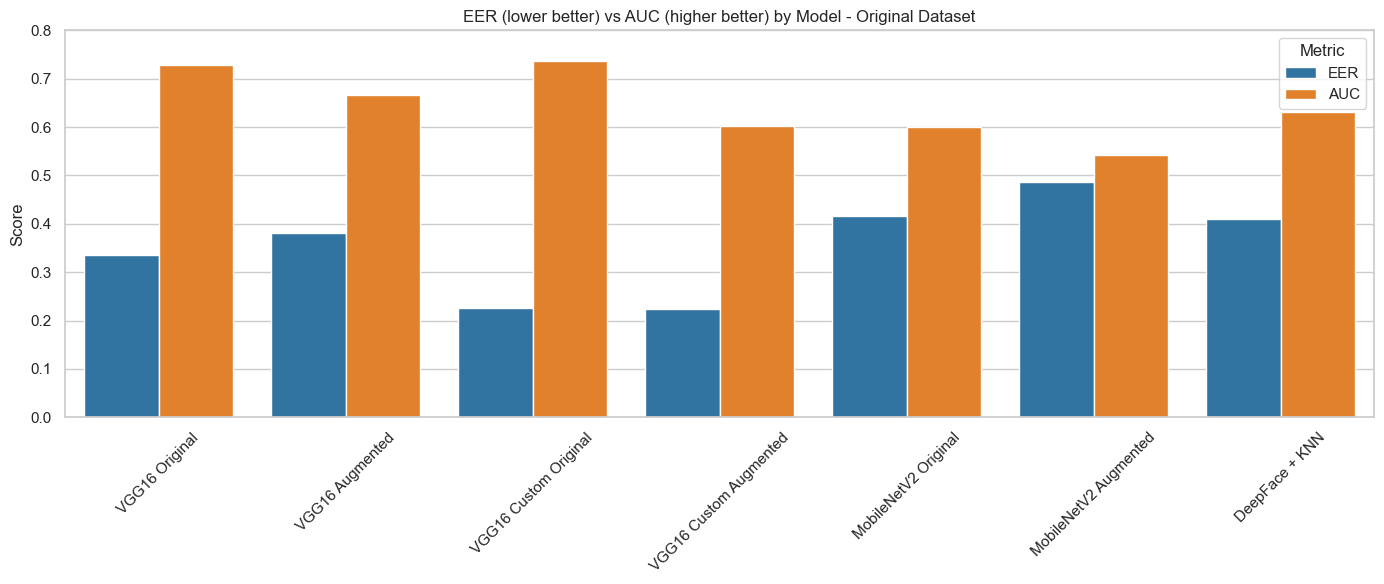 EER (lower better) vs AUC (higher better) by Model - Original Dataset
Score
0.8
0.7
0.6
0.5
0.4
0.3
0.2
0.1
0.0
Metric
EER
AUC
VGG16 Original
VGG16 Augmented
VGG16 Custom Original
VGG16 Custom Augmented
MobileNetV2 Original
MobileNetV2 Augmented
DeepFace + KNN